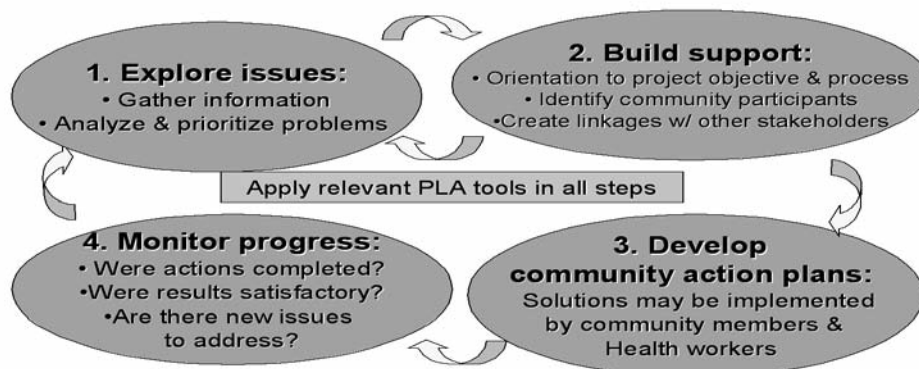 1. Explore issues:
• Gather information
• Analyze & prioritize problems
2. Build support:
• Orientation to project objective & process
• Identify community participants
•Create linkages w/ other stakeholders
Apply relevant PLA tools in all steps
3. Develop
community action plans:
Solutions may be implemented
by community members &
Health workers
4. Monitor progress:
• Were actions completed?
•Were results satisfactory?
•Are there new issues
to address?